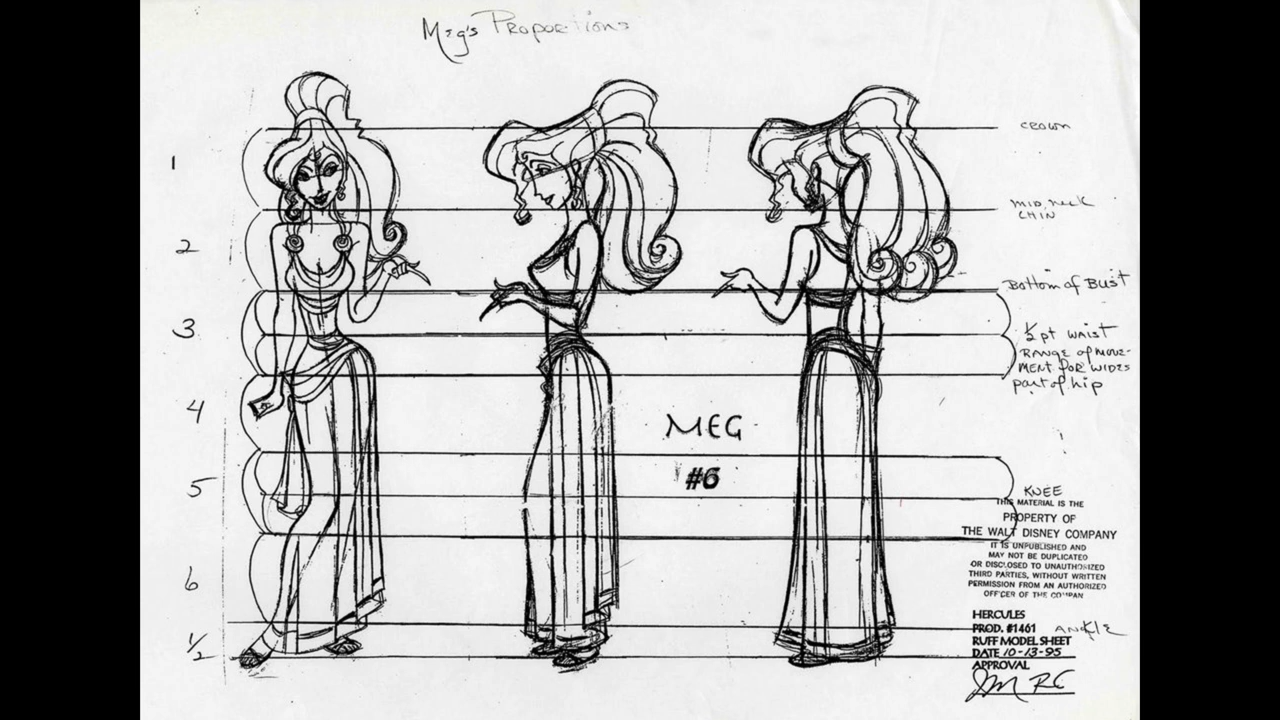 Meg's Proportions
crown
1
mid neck
CHIN
2
Bottom of Bust
3
½ pt WAIST
RANGE of MOVE-
MENT FOR WIDES
part of hip
4
MEG
#6
5
KNEE
THIS MATERIAL IS THE
PROPERTY OF
THE WALT DISNEY COMPANY
IT IS UNPUBLISHED AND
MAY NOT BE DUPLICATED
OR DISCLOSED TO UNAUTHORIZED
THIRD PARTIES, WITHOUT WRITTEN
PERMISSION FROM AN AUTHORIZED
OFFICER OF THE COMPAN
6
HERCULES
PROD. #1461
ANKLE
RUFF MODEL SHEET
½
DATE 10-13-95
APPROVAL